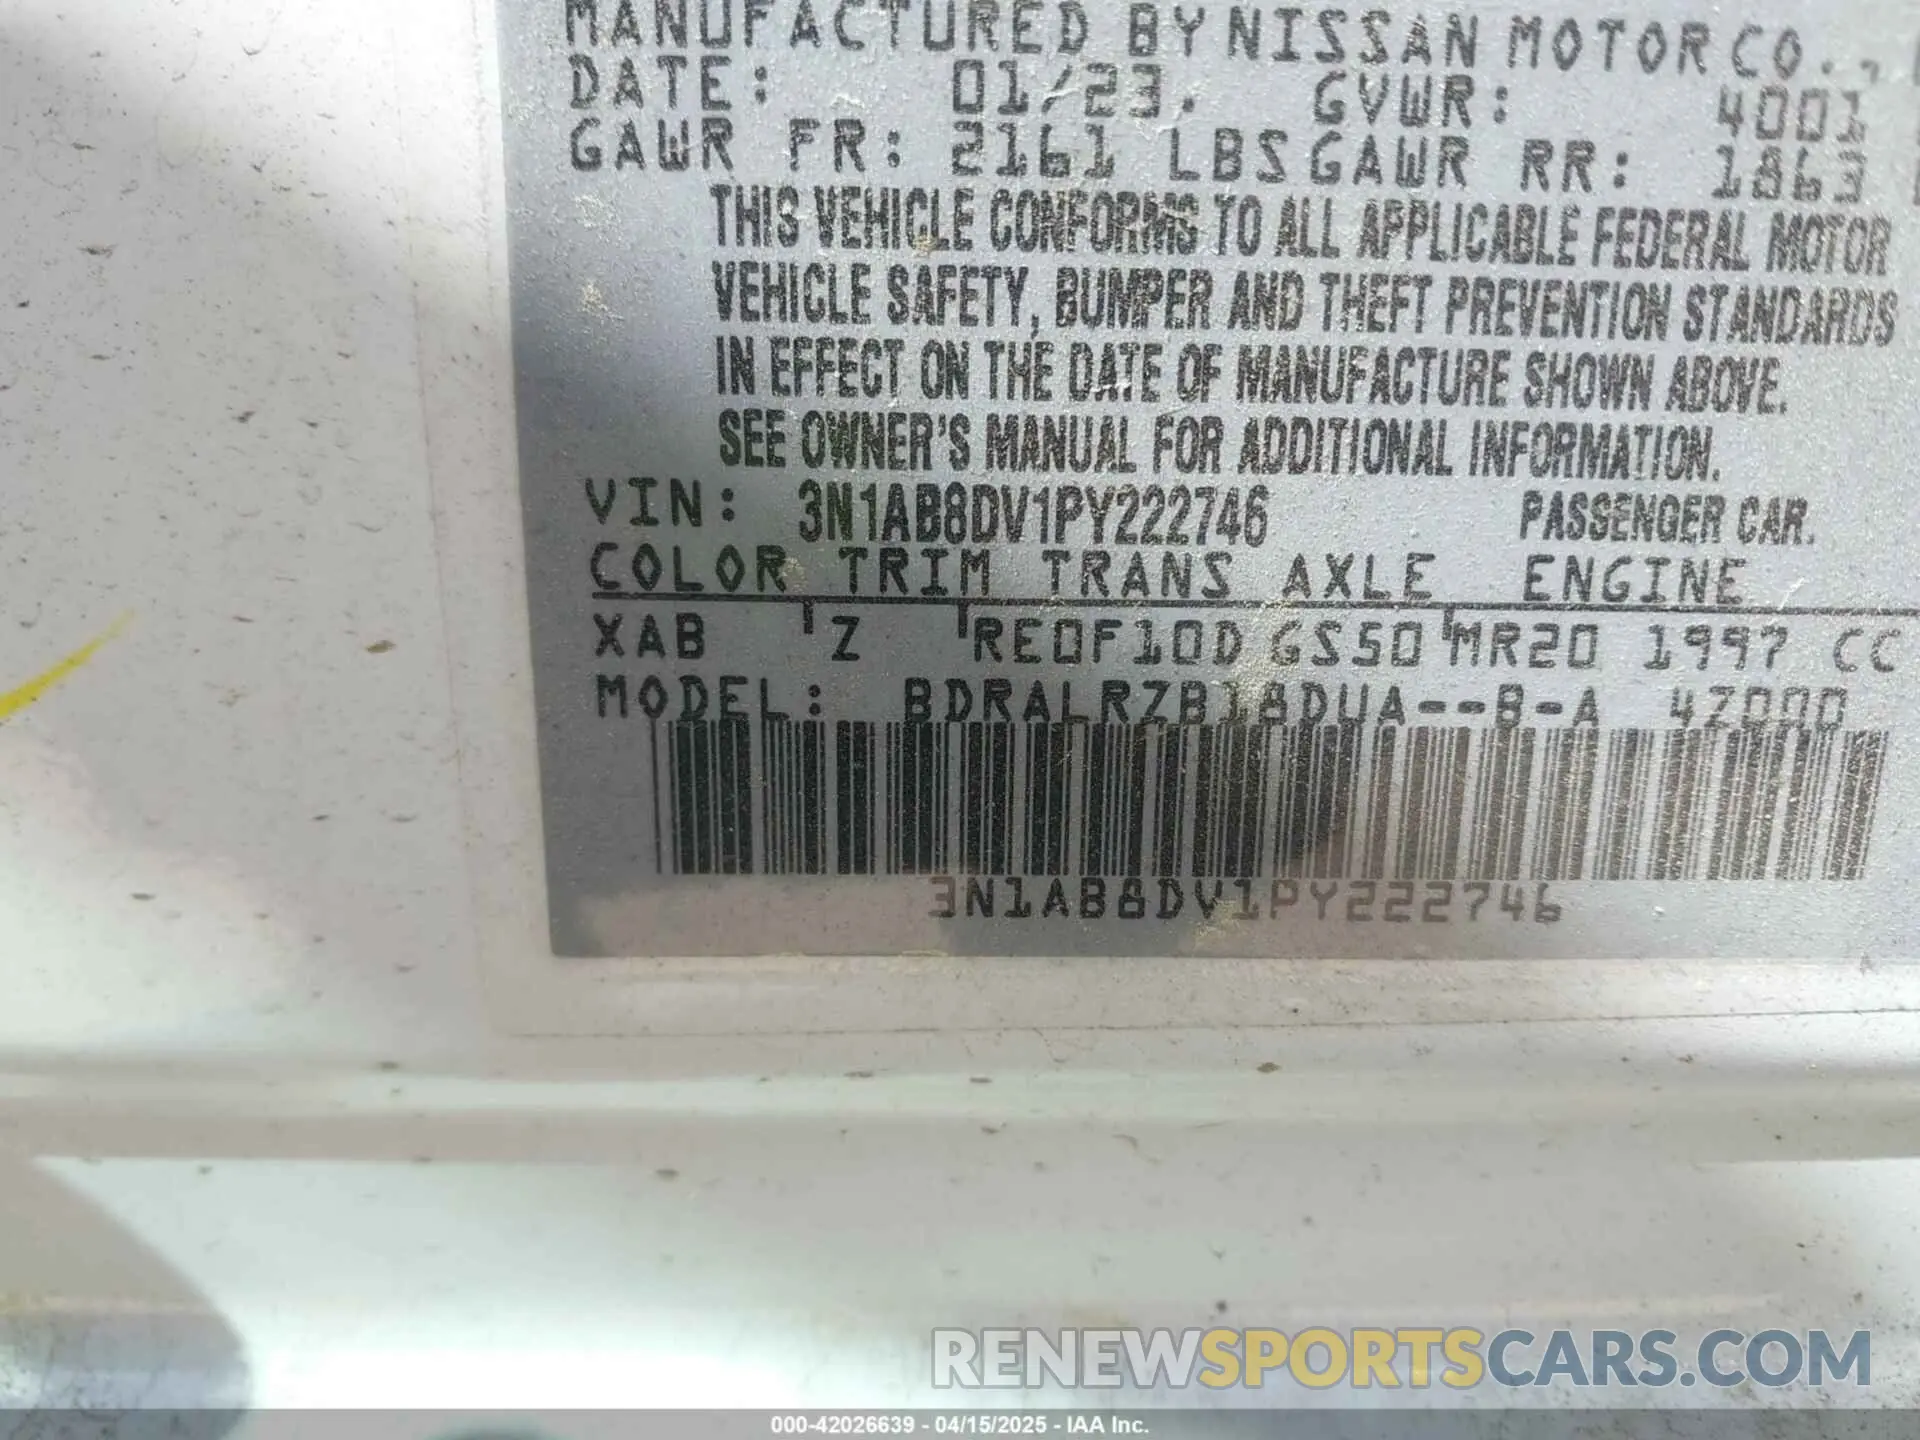 MANUFACTURED BY NISSAN MOTOR CO.,
DATE: 01/23. GVWR: 4001
GAWR FR: 2161 LBS GAWR RR: 1863
THIS VEHICLE CONFORMS TO ALL APPLICABLE FEDERAL MOTOR
VEHICLE SAFETY, BUMPER AND THEFT PREVENTION STANDARDS
IN EFFECT ON THE DATE OF MANUFACTURE SHOWN ABOVE.
SEE OWNER'S MANUAL FOR ADDITIONAL INFORMATION.
VIN: 3N1AB8DV1PY222746 PASSENGER CAR.
COLOR TRIM TRANS AXLE ENGINE
XAB Z RE0F10D GS50 MR20 1997 CC
MODEL: BDRALRZB18DUA--B-A 4Z000
3N1AB8DV1PY222746
RENEWSPORTSCARS.COM
000-42026639 - 04/15/2025 - IAA Inc.